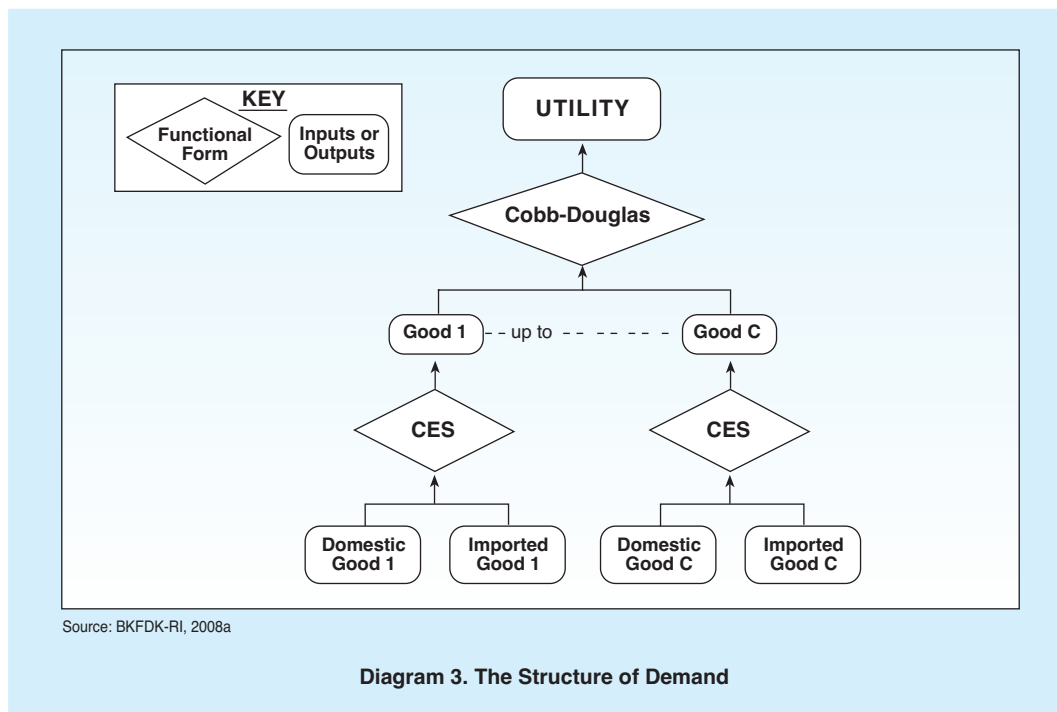 KEY
Functional
Form
Inputs or
Outputs
UTILITY
Cobb-Douglas
Good 1 - - up to - - - - - - - Good C
CES
CES
Domestic
Good 1
Imported
Good 1
Domestic
Good C
Imported
Good C
Source: BKFDK-RI, 2008a
Diagram 3. The Structure of Demand